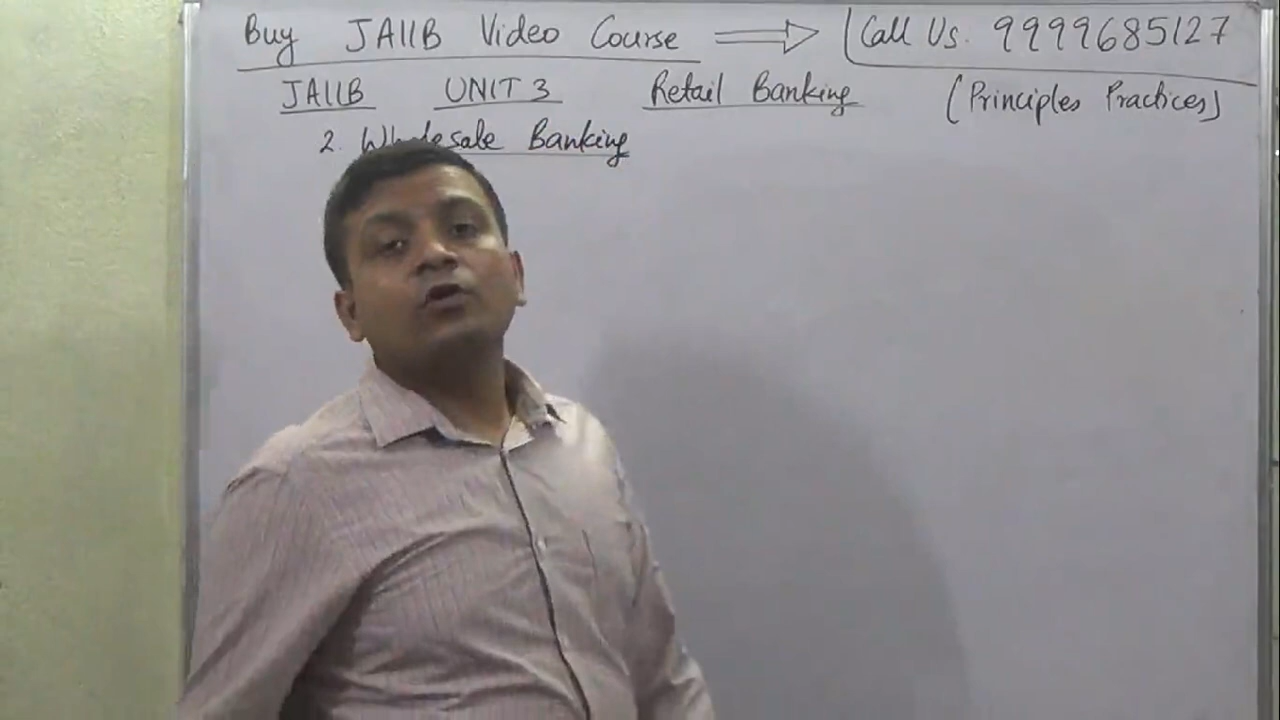 Buy JAIIB Video Course ⇒ Call Us. 9999685127
JAIIB UNIT 3 Retail Banking (Principles Practices)
2. Wholesale Banking